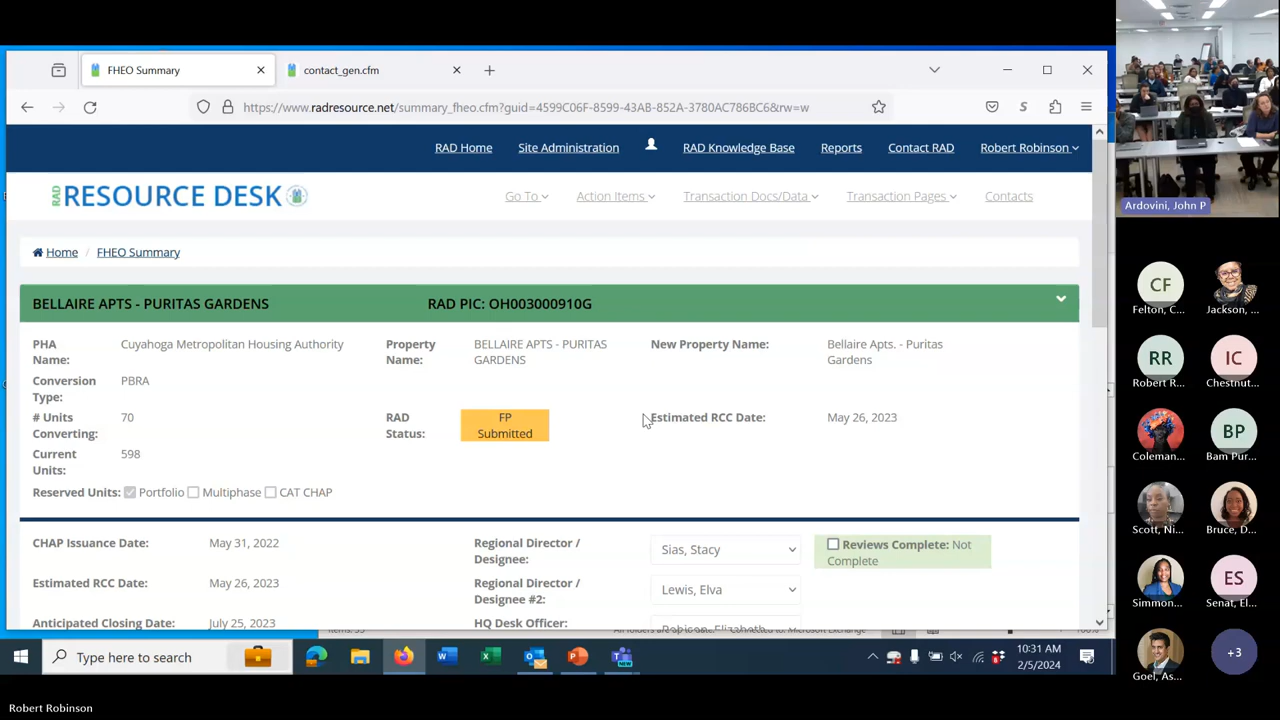 FHEO Summary
contact_gen.cfm
https://www.radresource.net/summary_fheo.cfm?guid=4599C06F-8599-43AB-852A-3780AC786BC6&rw=w
RAD Home Site Administration RAD Knowledge Base Reports Contact RAD Robert Robinson
RAD RESOURCE DESK
Go To Action Items Transaction Docs/Data Transaction Pages Contacts
Home / FHEO Summary
BELLAIRE APTS - PURITAS GARDENS RAD PIC: OH003000910G
PHA Name: Cuyahoga Metropolitan Housing Authority
Property Name: BELLAIRE APTS - PURITAS GARDENS
New Property Name: Bellaire Apts. - Puritas Gardens
Conversion Type: PBRA
# Units Converting: 70
RAD Status: FP Submitted
Estimated RCC Date: May 26, 2023
Current Units: 598
Reserved Units: Portfolio Multiphase CAT CHAP
CHAP Issuance Date: May 31, 2022
Regional Director / Designee: Sias, Stacy
Reviews Complete: Not Complete
Estimated RCC Date: May 26, 2023
Regional Director / Designee #2: Lewis, Elva
Anticipated Closing Date: July 25, 2023
HQ Desk Officer: Robison, Elizabeth
Type here to search
10:31 AM
2/5/2024
Robert Robinson
Ardovini, John P
CF
Felton, C...
Jackson, ...
RR
Robert R...
IC
Chestnut...
Coleman...
BP
Bam Pur...
Scott, Ni...
Bruce, D...
Simmon...
ES
Senat, El...
Goel, As...
+3